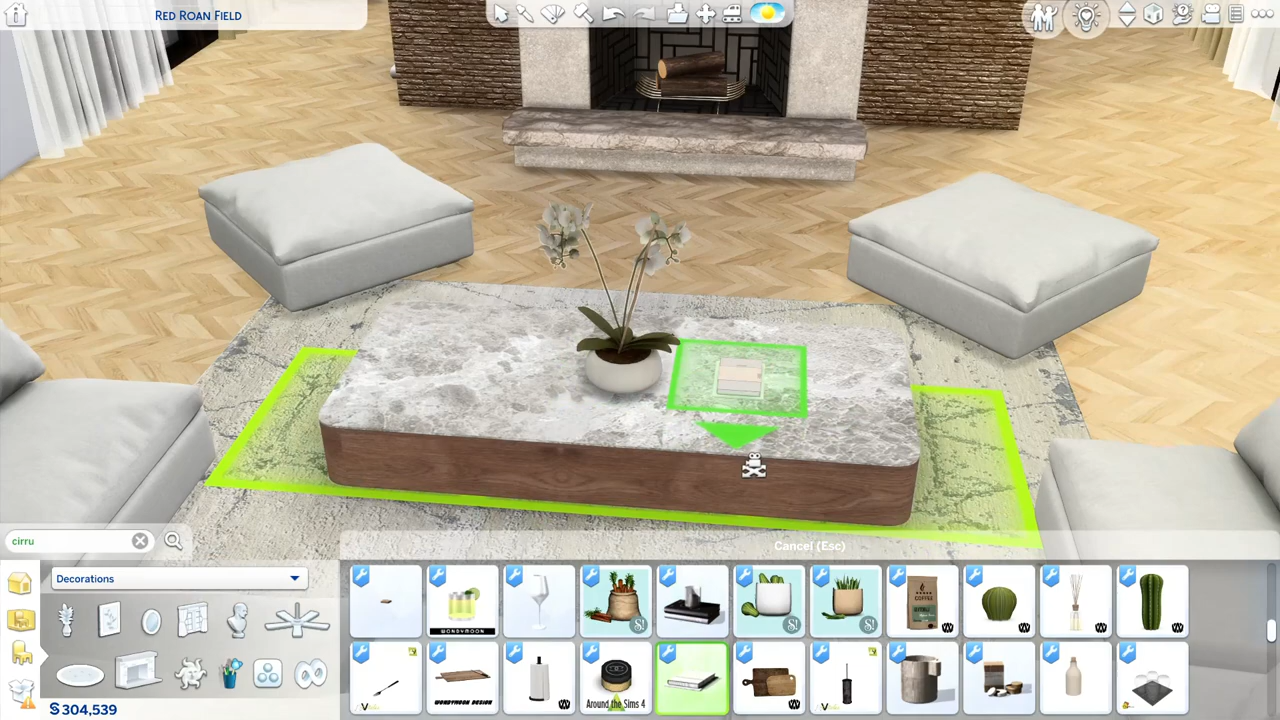 RED ROAN FIELD
cirru
Cancel (Esc)
Decorations
WONDYMOON
S!
S!
S!
COFFEE
WONDYMOON DESIGN
Around the Sims 4
304,539